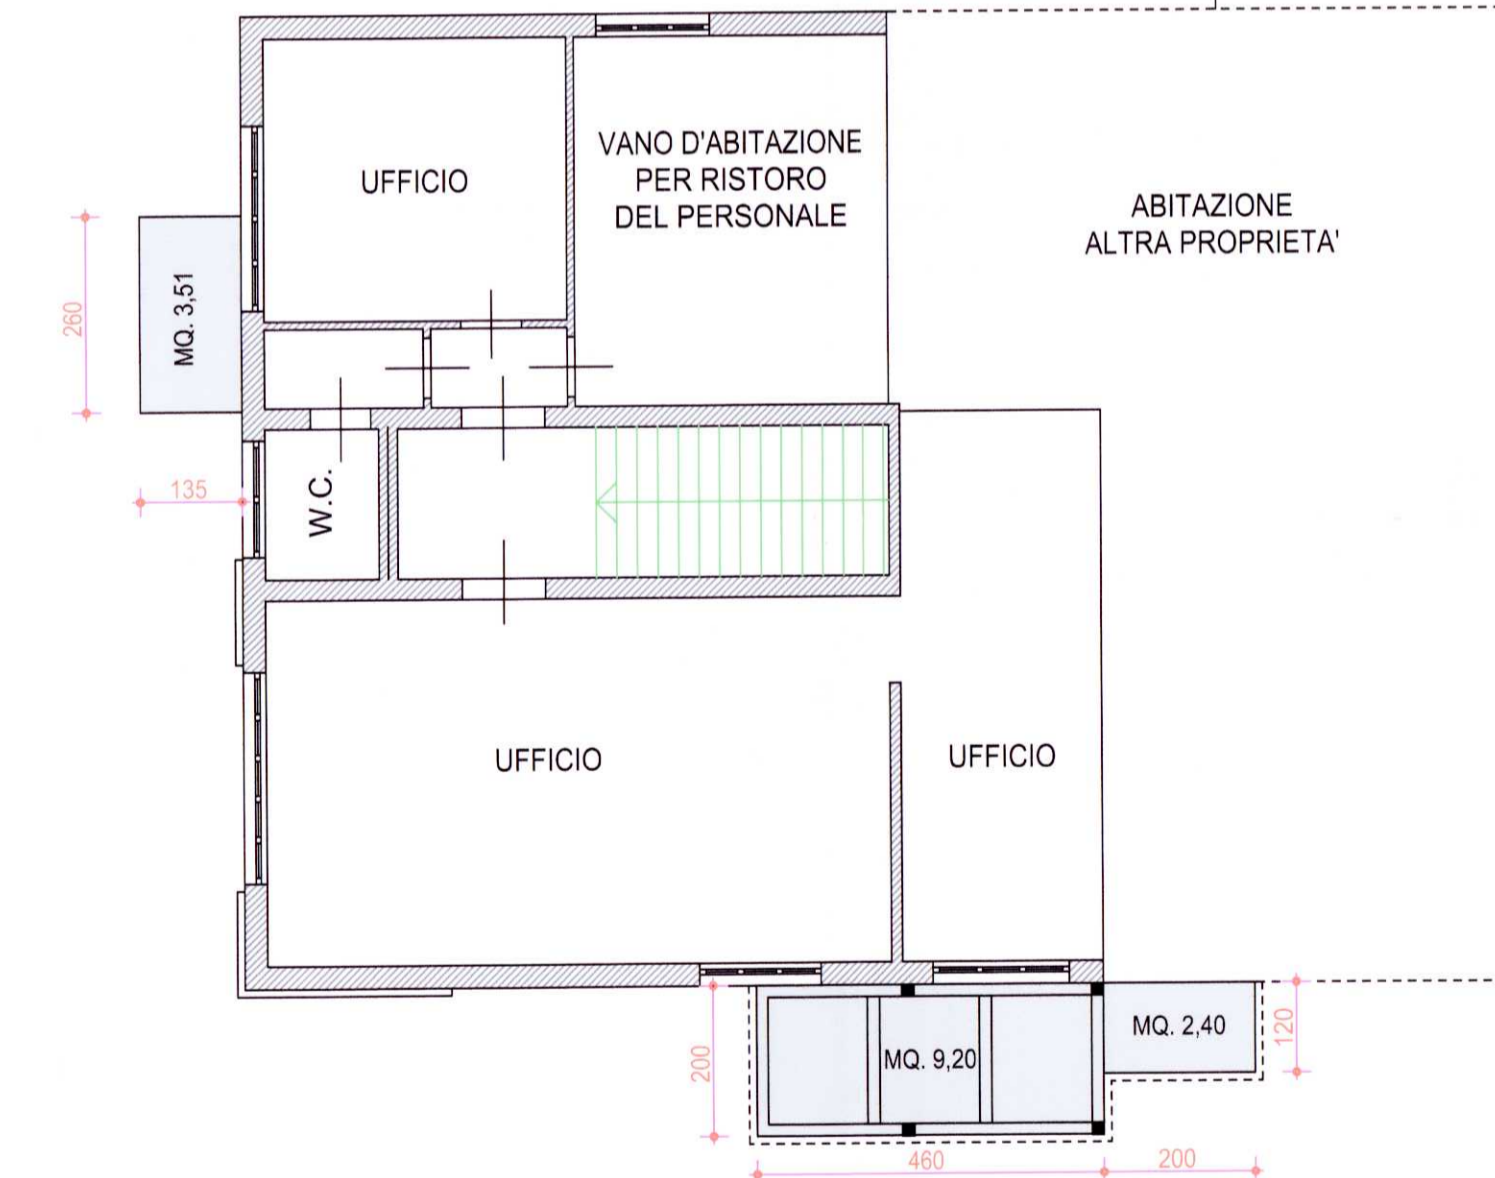 UFFICIO
VANO D'ABITAZIONE
PER RISTORO
DEL PERSONALE
ABITAZIONE
ALTRA PROPRIETA'
260
MQ. 3,51
135
W.C.
UFFICIO
UFFICIO
200
MQ. 9,20
MQ. 2,40
120
460
200